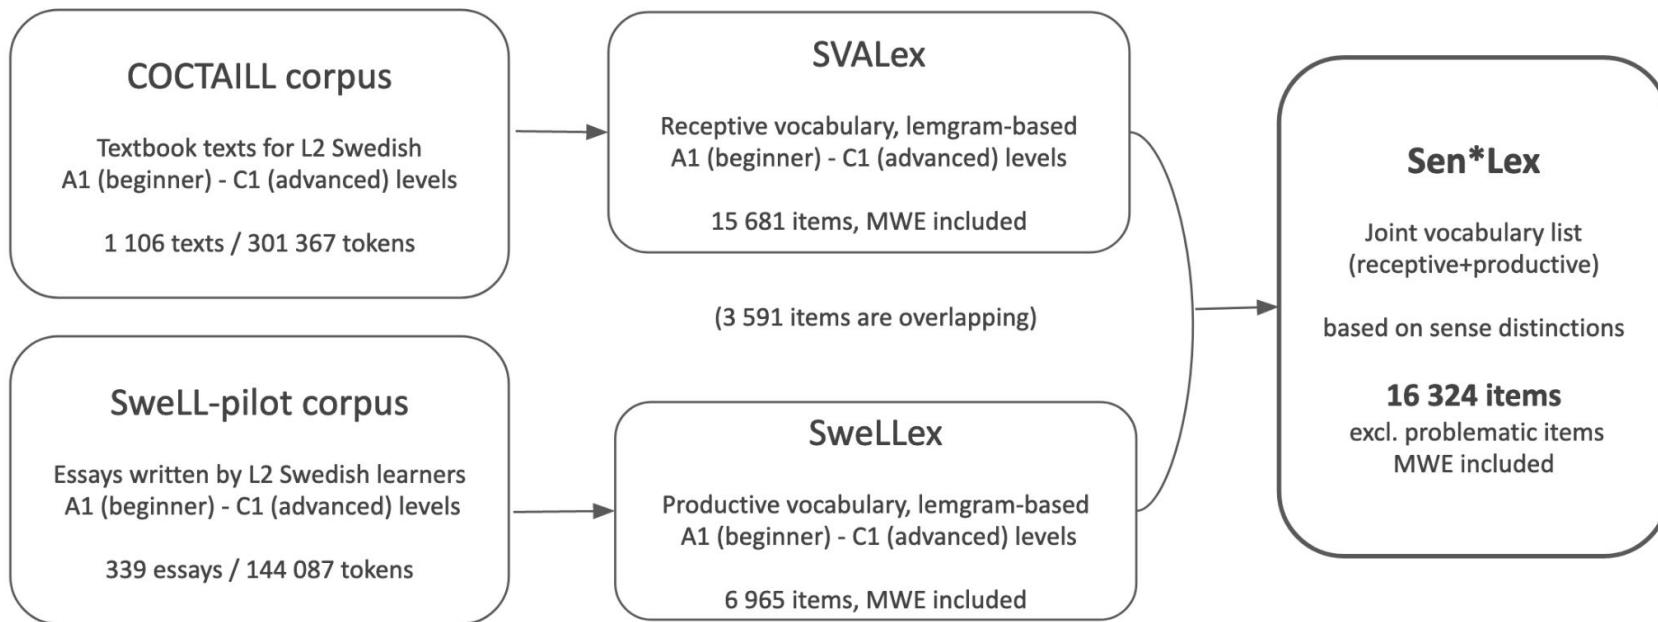 COCTAILL corpus
Textbook texts for L2 Swedish
A1 (beginner) - C1 (advanced) levels
1 106 texts / 301 367 tokens
SweLL-pilot corpus
Essays written by L2 Swedish learners
A1 (beginner) - C1 (advanced) levels
339 essays / 144 087 tokens
SVALex
Receptive vocabulary, lemgram-based
A1 (beginner) - C1 (advanced) levels
15 681 items, MWE included
(3 591 items are overlapping)
SweLLex
Productive vocabulary, lemgram-based
A1 (beginner) - C1 (advanced) levels
6 965 items, MWE included
Sen*Lex
Joint vocabulary list
(receptive+productive)
based on sense distinctions
16 324 items
excl. problematic items
MWE included